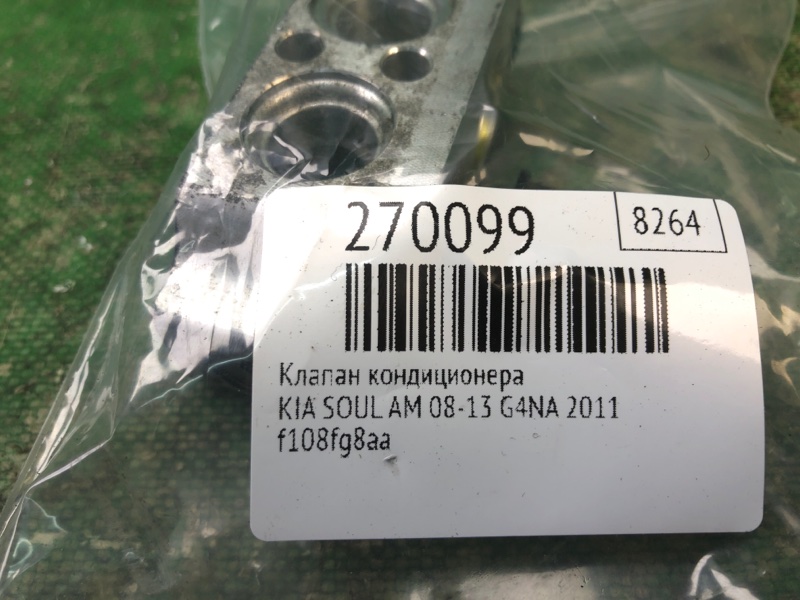 270099
8264
Клапан кондиционера
KIA SOUL AM 08-13 G4NA 2011
f108fg8aa